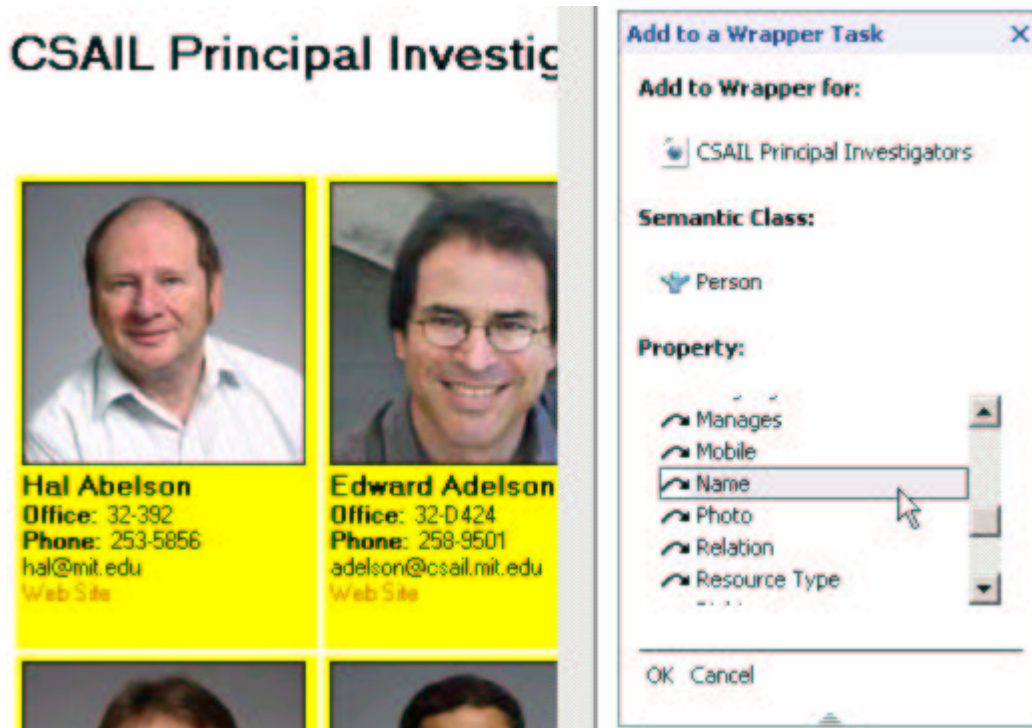 CSAIL Principal Investig
Hal Abelson
Office: 32-392
Phone: 253-5856
hal@mit.edu
Web Site
Edward Adelson
Office: 32-D424
Phone: 258-9501
adelson@csail.mit.edu
Web Site
Add to a Wrapper Task
Add to Wrapper for:
CSAIL Principal Investigators
Semantic Class:
Person
Property:
Manages
Mobile
Name
Photo
Relation
Resource Type
OK Cancel